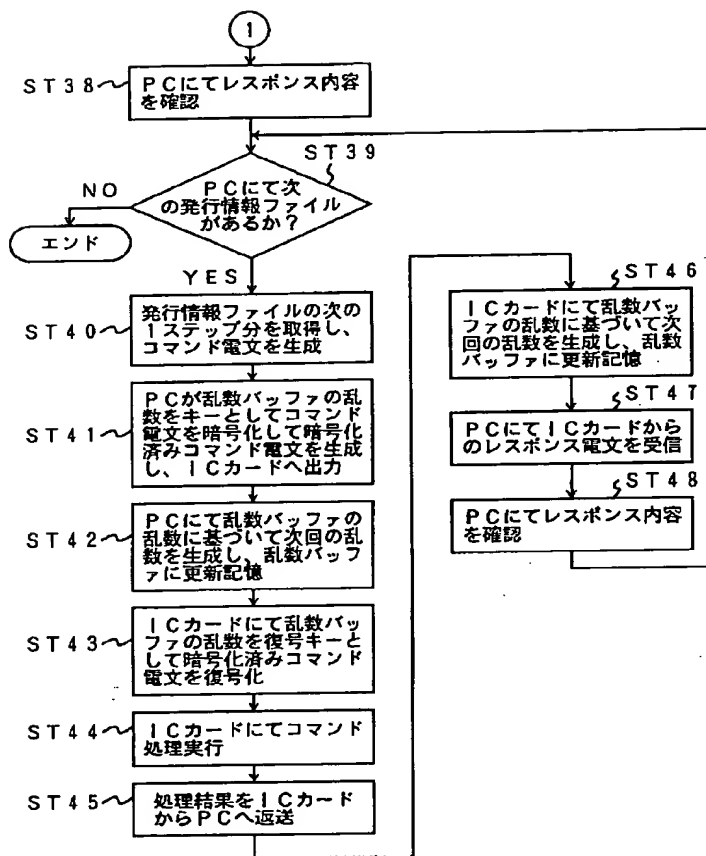 1
ST38
PCにてレスポンス内容
を確認
ST39
PCにて次
の発行情報ファイル
があるか?
NO
エンド
YES
ST40
発行情報ファイルの次の
1ステップ分を取得し、
コマンド電文を生成
ST41
PCが乱数バッファの乱
数をキーとしてコマンド
電文を暗号化して暗号化
済みコマンド電文を生成
し、ICカードへ出力
ST42
PCにて乱数バッファの
乱数に基づいて次回の乱
数を生成し、乱数バッフ
ァに更新記憶
ST43
ICカードにて乱数バッ
ファの乱数を復号キーと
して暗号化済みコマンド
電文を復号化
ST44
ICカードにてコマンド
処理実行
ST45
処理結果をICカード
からPCへ返送
ST46
ICカードにて乱数バッ
ファの乱数に基づいて次
回の乱数を生成し、乱数
バッファに更新記憶
ST47
PCにてICカードから
のレスポンス電文を受信
ST48
PCにてレスポンス内容
を確認